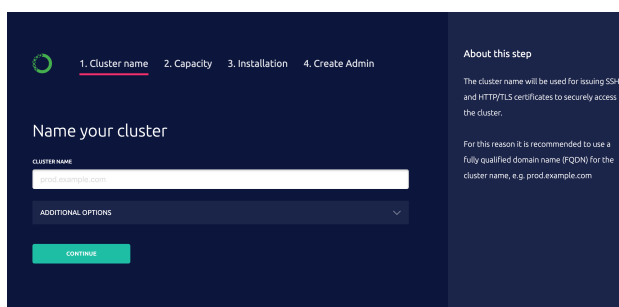 1. Cluster name 2. Capacity 3. Installation 4. Create Admin
Name your cluster
CLUSTER NAME
prod.example.com
ADDITIONAL OPTIONS
CONTINUE
About this step
The cluster name will be used for issuing SSH
and HTTP/TLS certificates to securely access
the cluster.
For this reason it is recommended to use a
fully qualified domain name (FQDN) for the
cluster name, e.g. prod.example.com